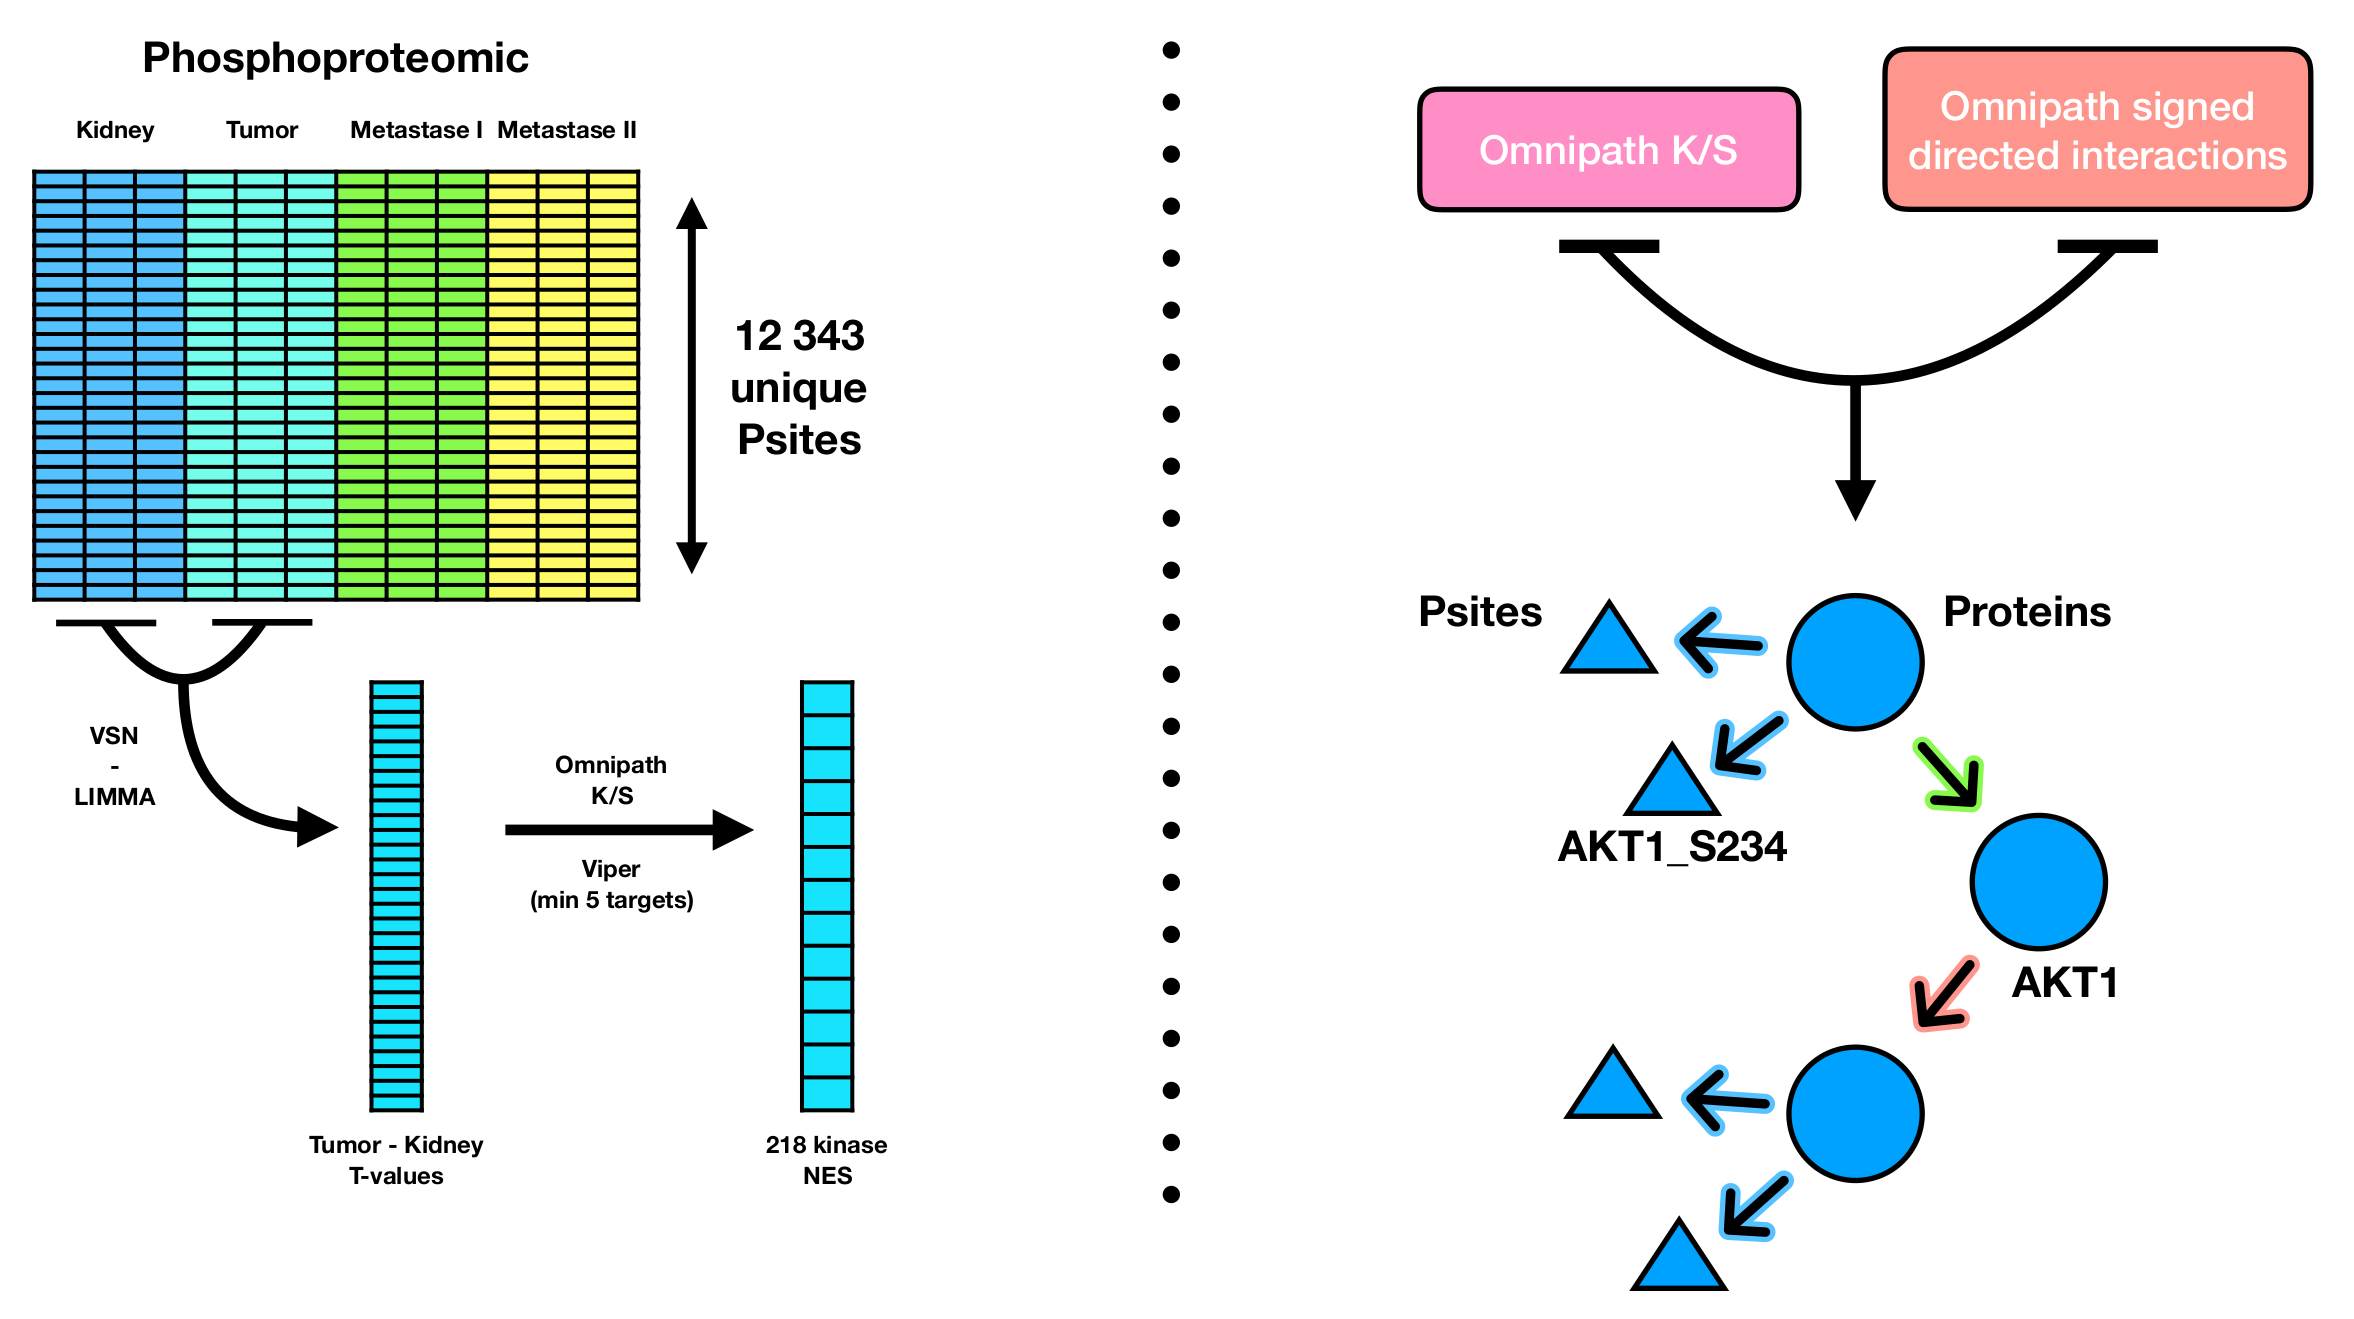 Phosphoproteomic
Kidney
Tumor
Metastase I
Metastase II
12 343
unique
Psites
VSN
-
LIMMA
Omnipath
K/S
Viper
(min 5 targets)
Tumor - Kidney
T-values
218 kinase
NES
Omnipath K/S
Omnipath signed
directed interactions
Psites
Proteins
AKT1_S234
AKT1